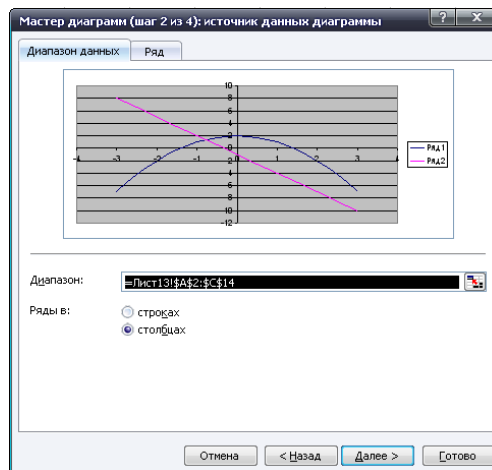 Мастер диаграмм (шаг 2 из 4): источник данных диаграммы
Диапазон данных Ряд
10
8
6
4
2
0
-4 -3 -2 -1 0 1 2 3 4
-2
-4
-6
-8
-10
-12
Ряд1
Ряд2
Диапазон: =Лист13!$A$2:$C$14
Ряды в: строках
столбцах
Отмена < Назад Далее > Готово